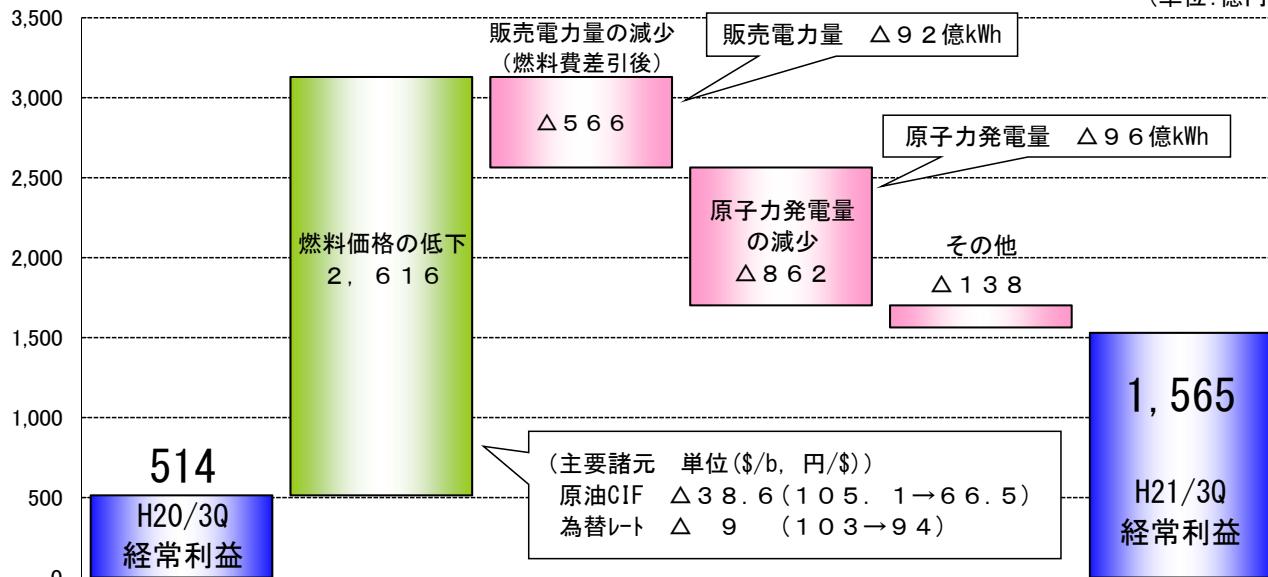 (単位:億円
3,500
3,000
2,500
2,000
1,500
1,000
500
0
514
H20/3Q
経常利益
燃料価格の低下
2,616
販売電力量の減少
(燃料費差引後)
△566
販売電力量 △92億kWh
原子力発電量
の減少
△862
原子力発電量 △96億kWh
その他
△138
(主要諸元 単位($/b, 円/$))
原油CIF △38.6(105.1→66.5)
為替レート △ 9 (103→94)
1,565
H21/3Q
経常利益